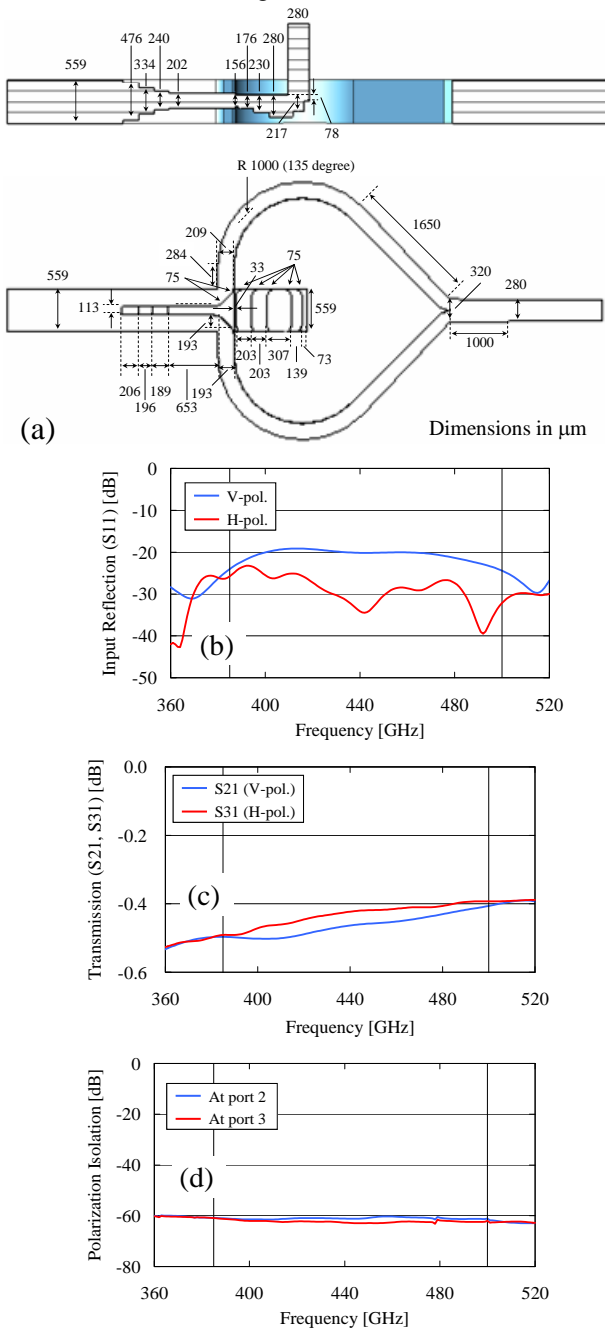 280
476 240
176 280
559 334 202 156 230
217 78
R 1000 (135 degree)
209 1650
284 75
559 75 33 320 280
113 559
193 203 307 73 1000
206 189 193 203 139
196 653
(a) Dimensions in μm
Input Reflection (S11) [dB]
0
-10
-20
-30
-40
-50
V-pol.
H-pol.
(b)
360 400 440 480 520
Frequency [GHz]
Transmission (S21, S31) [dB]
0.0
-0.2
-0.4
-0.6
S21 (V-pol.)
S31 (H-pol.)
(c)
360 400 440 480 520
Frequency [GHz]
Polarization Isolation [dB]
0
-20
-40
-60
-80
At port 2
At port 3
(d)
360 400 440 480 520
Frequency [GHz]